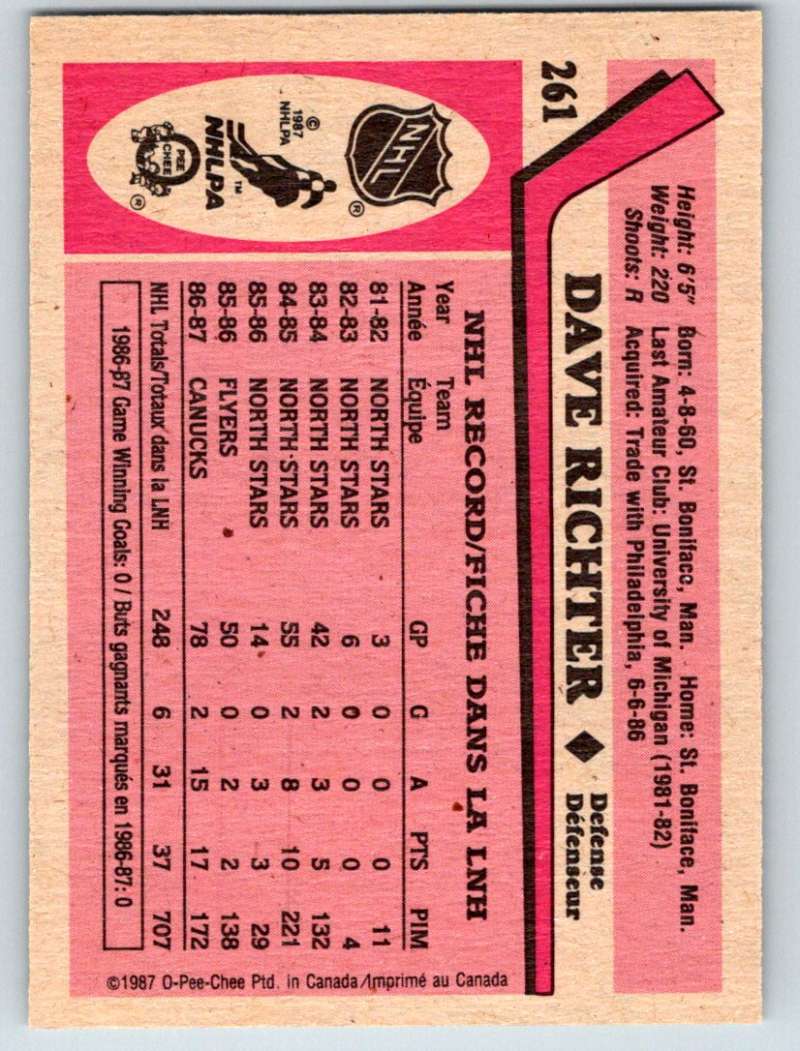 261
Height: 6'5" Born: 4-8-60, St. Boniface, Man. Home: St. Boniface, Man.
Weight: 220 Last Amateur Club: University of Michigan (1981-82)
Shoots: R Acquired: Trade with Philadelphia, 6-6-86
DAVE RICHTER ◆ Defense
Défenseur
NHL
®
© 1987 NHLPA
NHLPA™
O PEE CHEE
®
NHL RECORD/FICHE DANS LA LNH
Year Team
Année Équipe GP G A PTS PIM
81-82 NORTH STARS 3 0 0 0 11
82-83 NORTH STARS 6 0 0 0 4
83-84 NORTH STARS 42 2 3 5 132
84-85 NORTH STARS 55 2 8 10 221
85-86 NORTH STARS 14 0 3 3 29
85-86 FLYERS 50 0 2 2 138
86-87 CANUCKS 78 2 15 17 172
NHL Totals/Totaux dans la LNH 248 6 31 37 707
1986-87 Game Winning Goals: 0 / Buts gagnants marqués en 1986-87: 0
©1987 O-Pee-Chee Ptd. in Canada/Imprimé au Canada